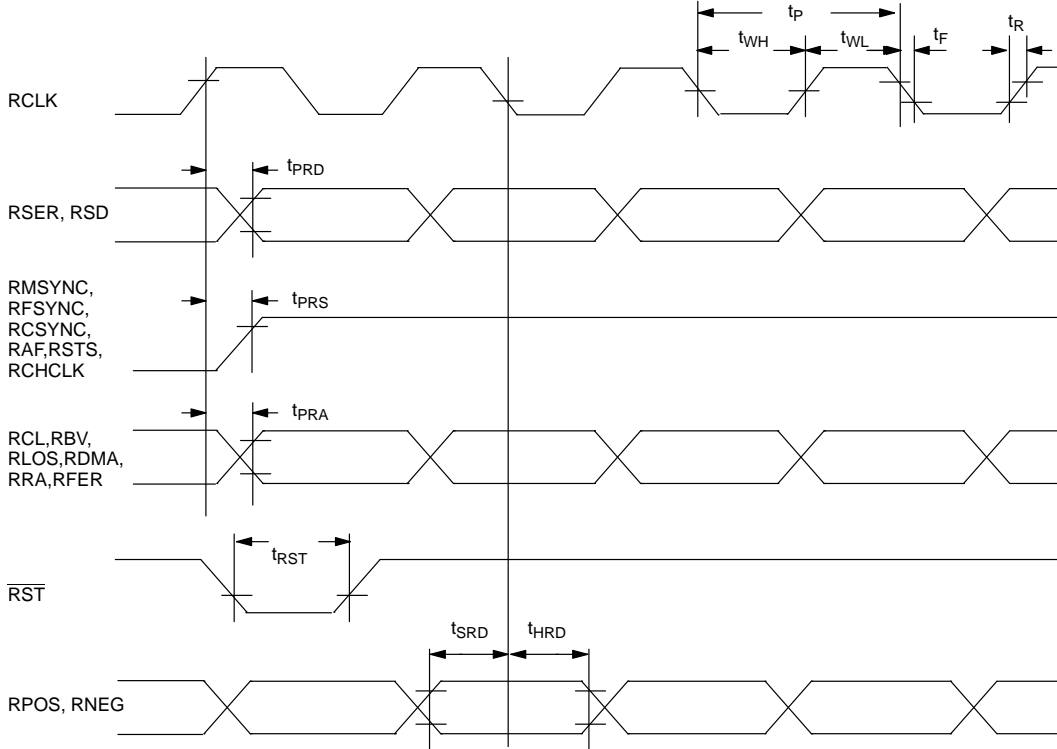 tP
tWH
tWL
tF
tR
RCLK
tPRD
RSER, RSD
RMSYNC,
RFSYNC,
RCSYNC,
RAF,RSTS,
RCHCLK
tPRS
tPRA
RCL,RBV,
RLOS,RDMA,
RRA,RFER
tRST
RST
tSRD
tHRD
RPOS, RNEG